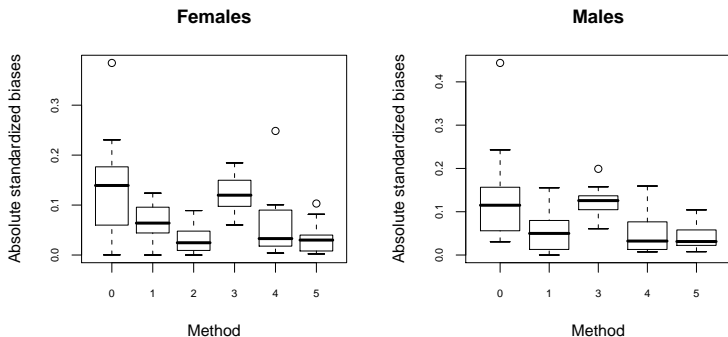 Females
Absolute standardized biases
0.3
0.2
0.1
0.0
0 1 2 3 4 5
Method
Males
Absolute standardized biases
0.4
0.3
0.2
0.1
0.0
0 1 3 4 5
Method